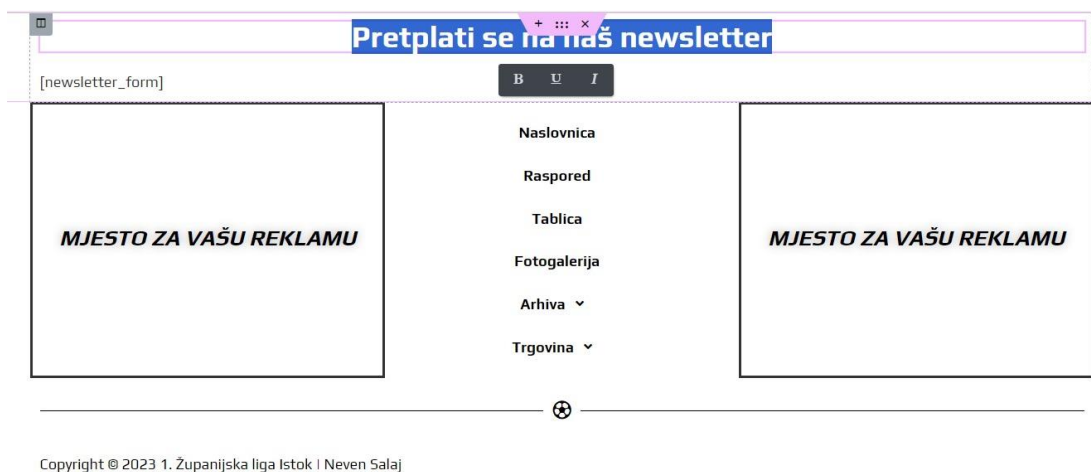 Pretplati se na naš newsletter
[newsletter_form]
B U I
Naslovnica
Raspored
Tablica
MJESTO ZA VAŠU REKLAMU
MJESTO ZA VAŠU REKLAMU
Fotogalerija
Arhiva
Trgovina
Copyright © 2023 1. Županijska liga Istok | Neven Salaj